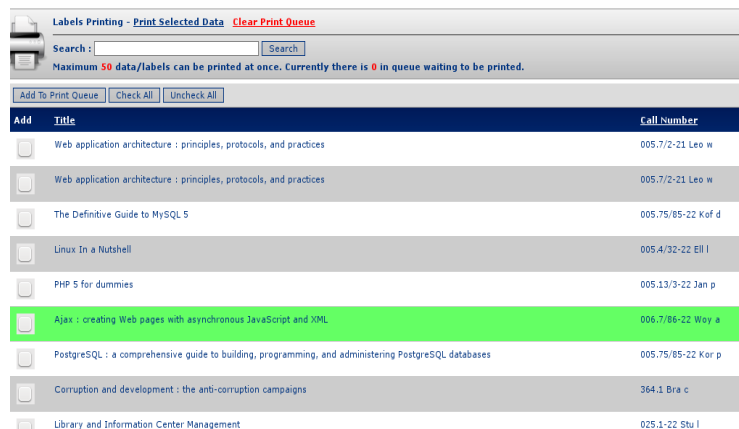 Labels Printing - Print Selected Data Clear Print Queue
Search : Search
Maximum 50 data/labels can be printed at once. Currently there is 0 in queue waiting to be printed.
Add To Print Queue Check All Uncheck All
Add Title Call Number
Web application architecture : principles, protocols, and practices 005.7/2-21 Leo w
Web application architecture : principles, protocols, and practices 005.7/2-21 Leo w
The Definitive Guide to MySQL 5 005.75/85-22 Kof d
Linux In a Nutshell 005.4/32-22 Ell l
PHP 5 for dummies 005.13/3-22 Jan p
Ajax : creating Web pages with asynchronous JavaScript and XML 006.7/86-22 Woy a
PostgreSQL : a comprehensive guide to building, programming, and administering PostgreSQL databases 005.75/85-22 Kor p
Corruption and development : the anti-corruption campaigns 364.1 Bra c
Library and Information Center Management 025.1-22 Stu l